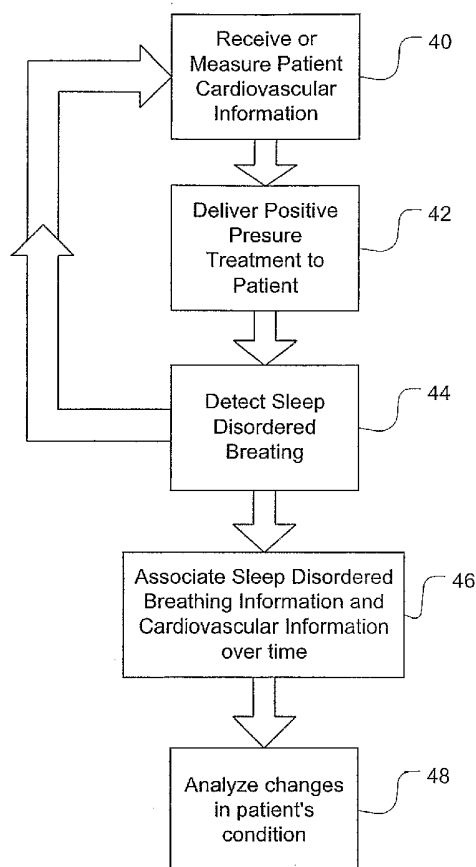 Receive or
Measure Patient
Cardiovascular
Information
40
Deliver Positive
Presure
Treatment to
Patient
42
Detect Sleep
Disordered
Breating
44
Associate Sleep Disordered
Breathing Information and
Cardiovascular Information
over time
46
Analyze changes
in patient's
condition
48